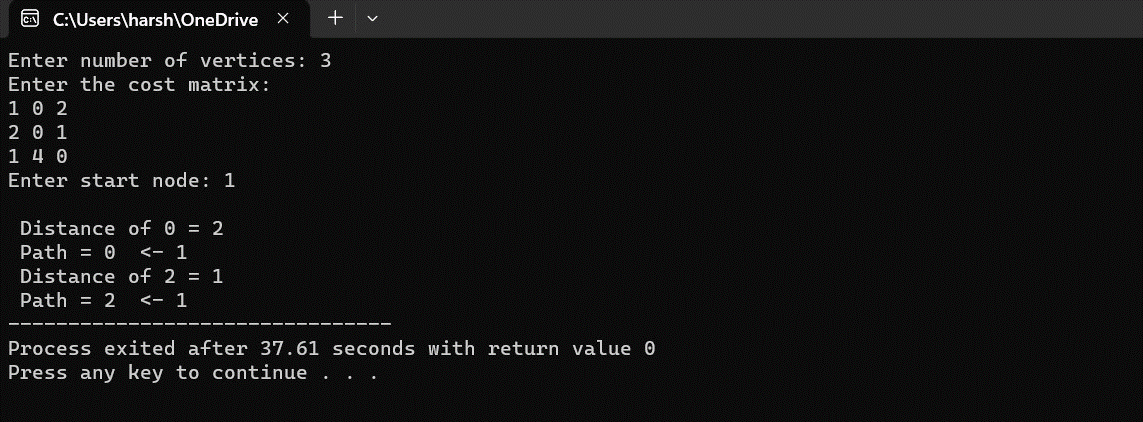 C:\Users\harsh\OneDrive
Enter number of vertices: 3
Enter the cost matrix:
1 0 2
2 0 1
1 4 0
Enter start node: 1
Distance of 0 = 2
Path = 0  <- 1
Distance of 2 = 1
Path = 2  <- 1
--------------------------------
Process exited after 37.61 seconds with return value 0
Press any key to continue . . .